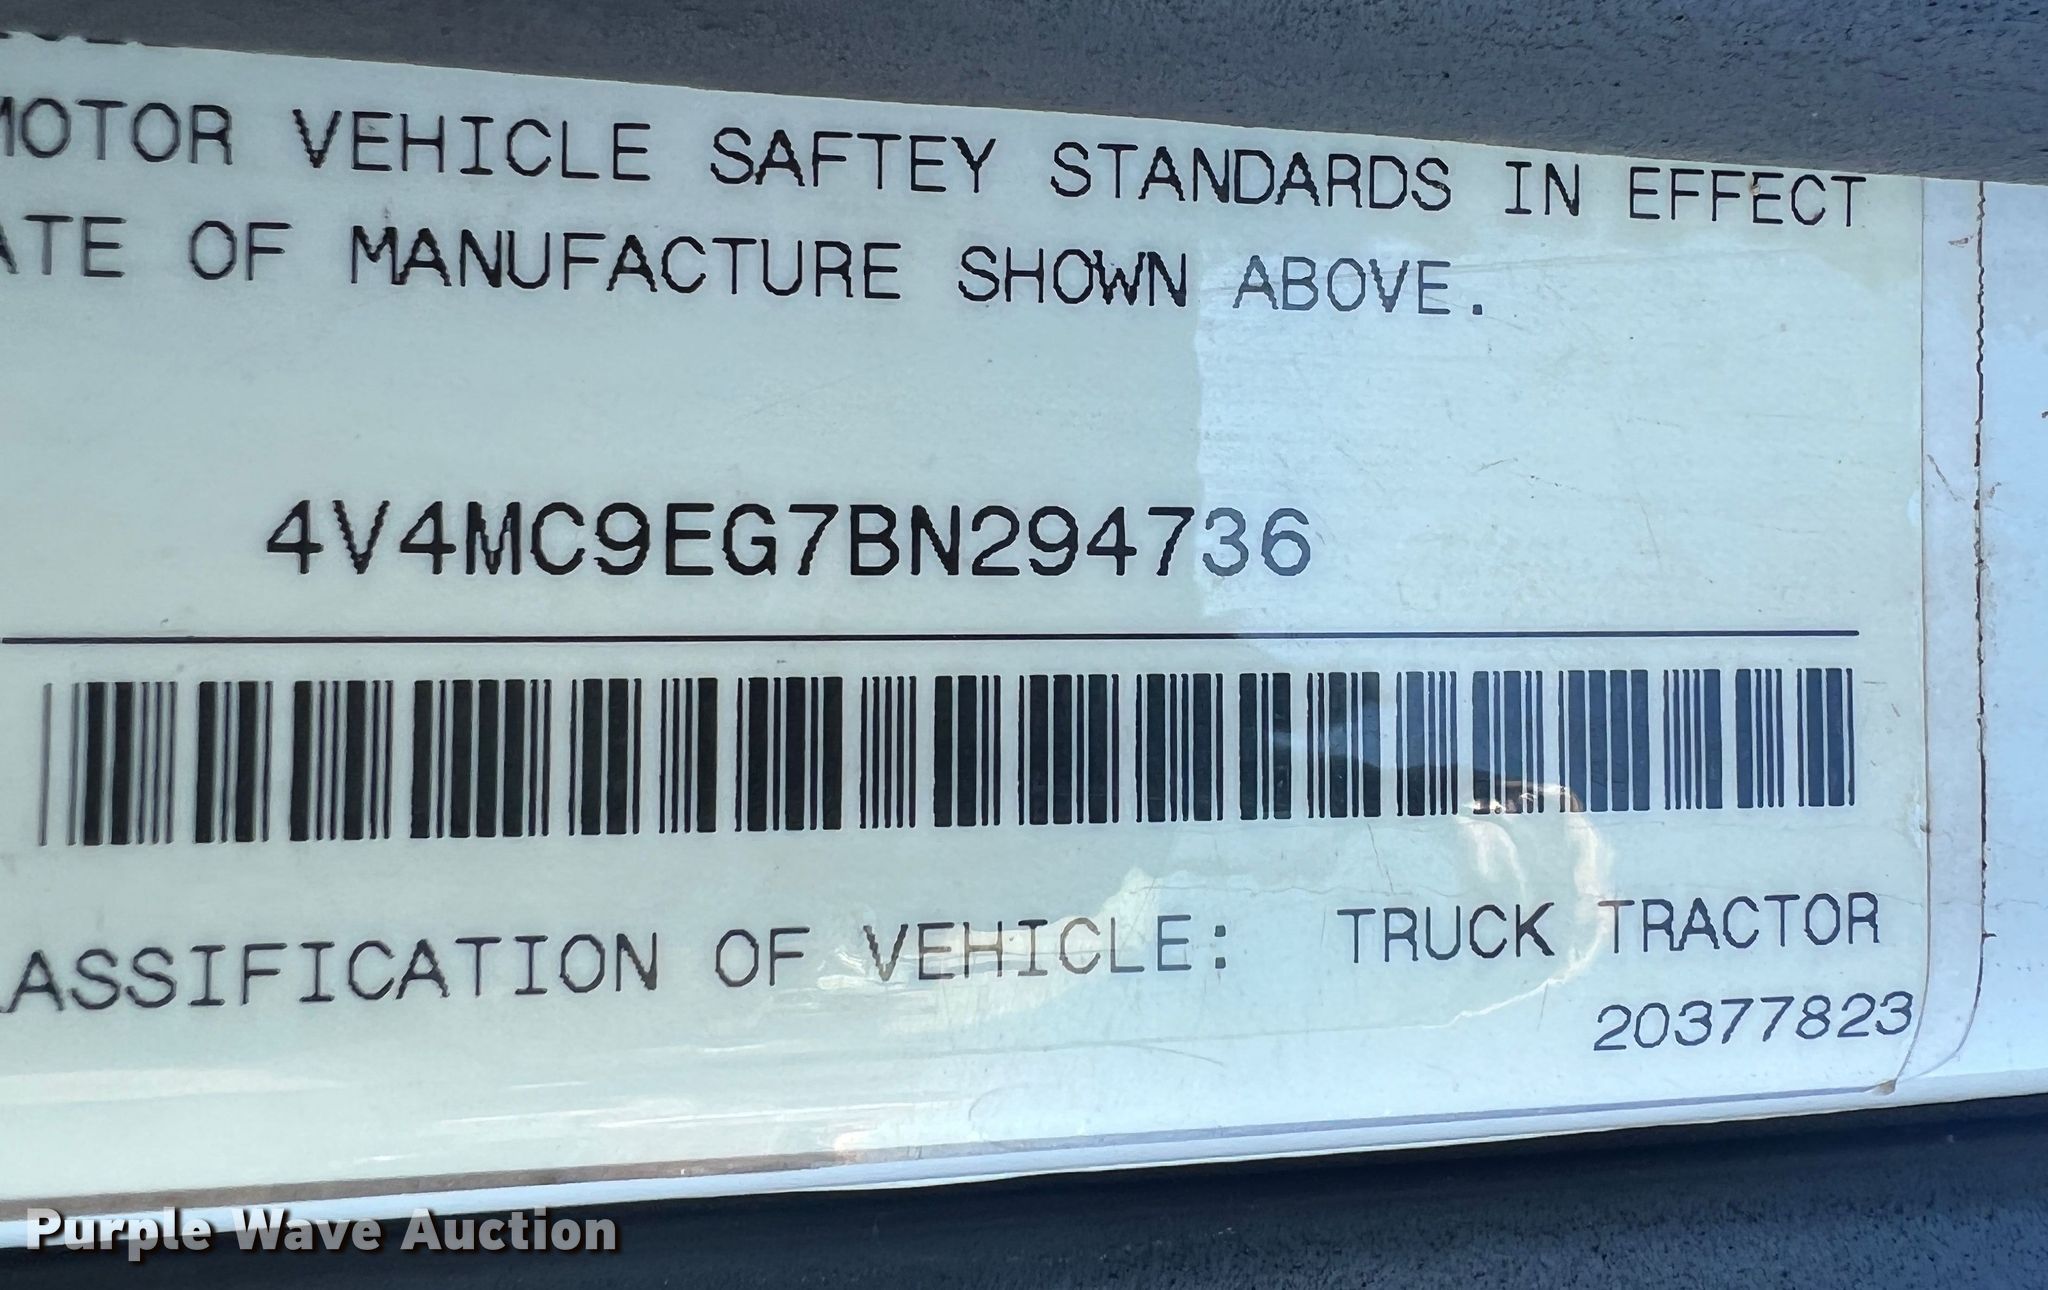 MOTOR VEHICLE SAFTEY STANDARDS IN EFFECT
ATE OF MANUFACTURE SHOWN ABOVE.
4V4MC9EG7BN294736
ASSIFICATION OF VEHICLE: TRUCK TRACTOR
20377823
Purple Wave Auction